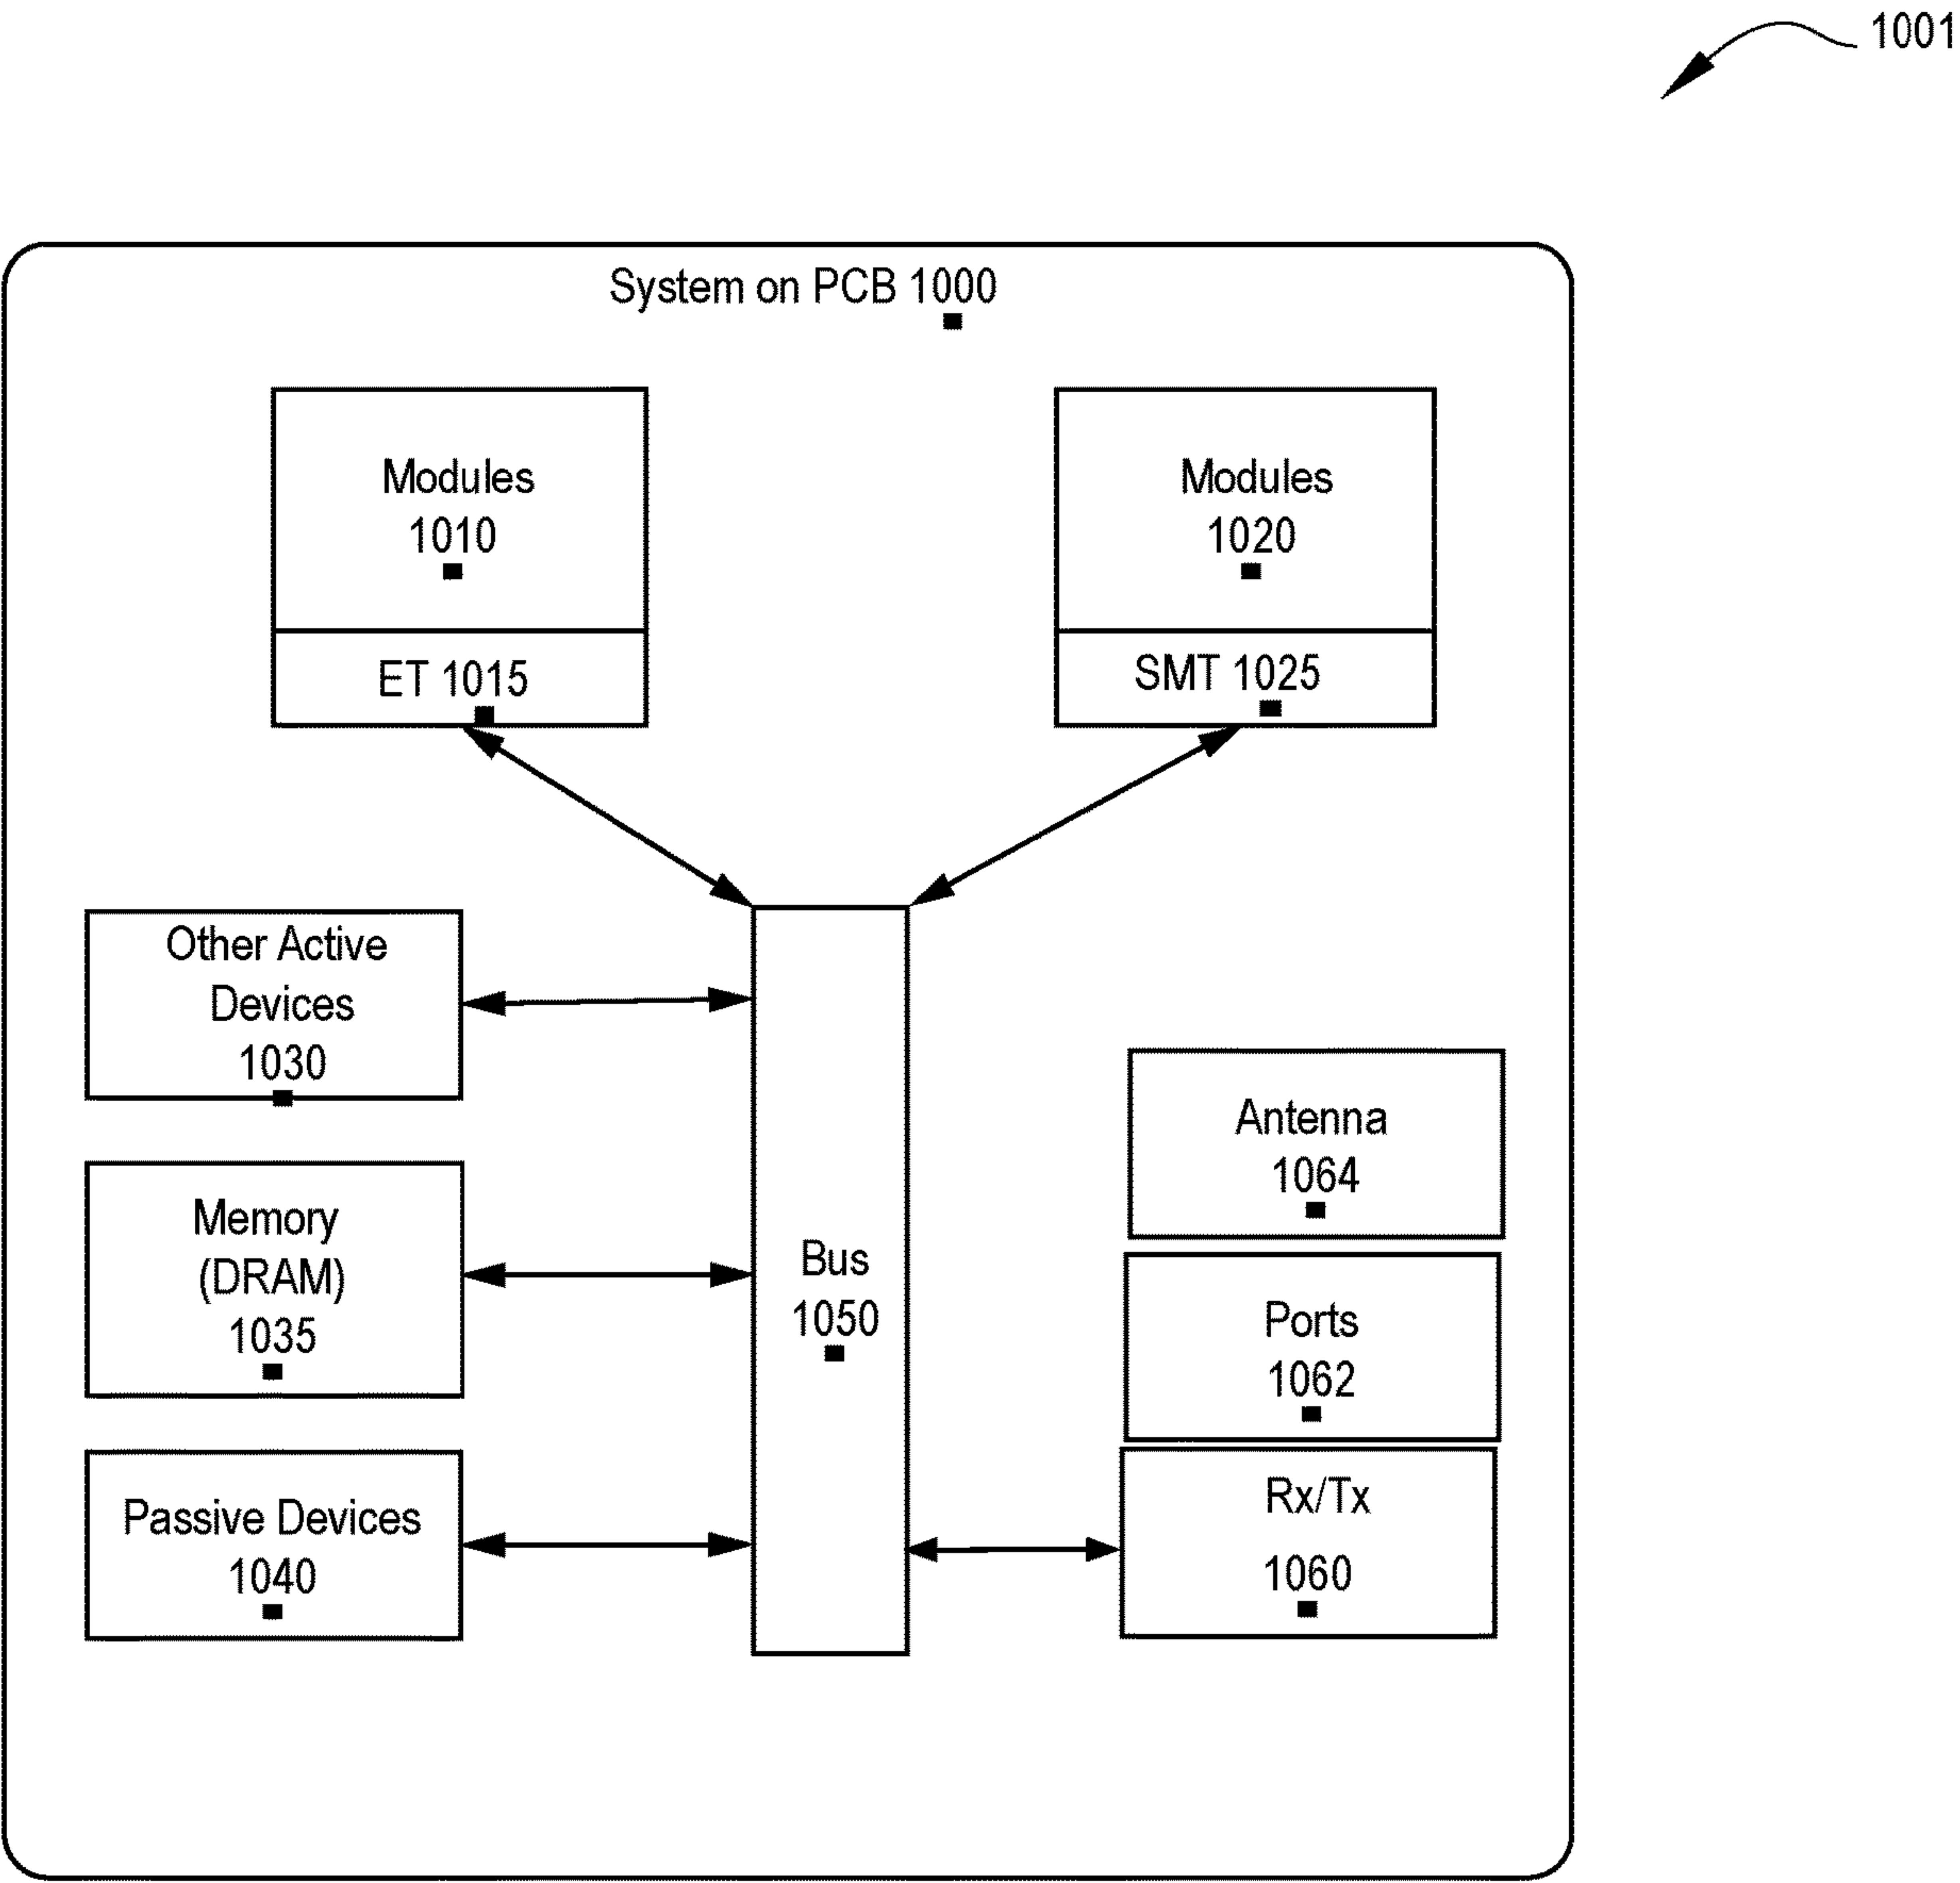 1001
System on PCB 1000
Modules
1010
ET 1015
Modules
1020
SMT 1025
Other Active
Devices
1030
Memory
(DRAM)
1035
Passive Devices
1040
Bus
1050
Antenna
1064
Ports
1062
Rx/Tx
1060